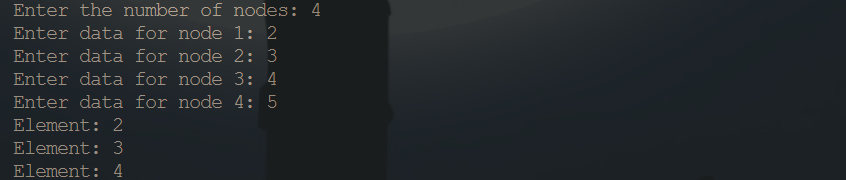 Enter the number of nodes: 4
Enter data for node 1: 2
Enter data for node 2: 3
Enter data for node 3: 4
Enter data for node 4: 5
Element: 2
Element: 3
Element: 4